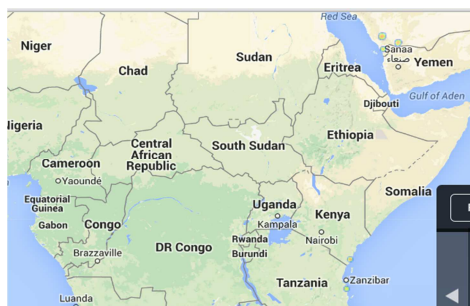 Red Sea
Niger
Chad
Sudan
Eritrea
Sanaa
صنعاء
Yemen
Gulf of Aden
Djibouti
Nigeria
Central
African
Republic
South Sudan
Ethiopia
Cameroon
Yaoundé
Somalia
Equatorial
Guinea
Gabon
Congo
Uganda
Kampala
Kenya
Nairobi
Brazzaville
DR Congo
Rwanda
Burundi
Tanzania
Zanzibar
Luanda